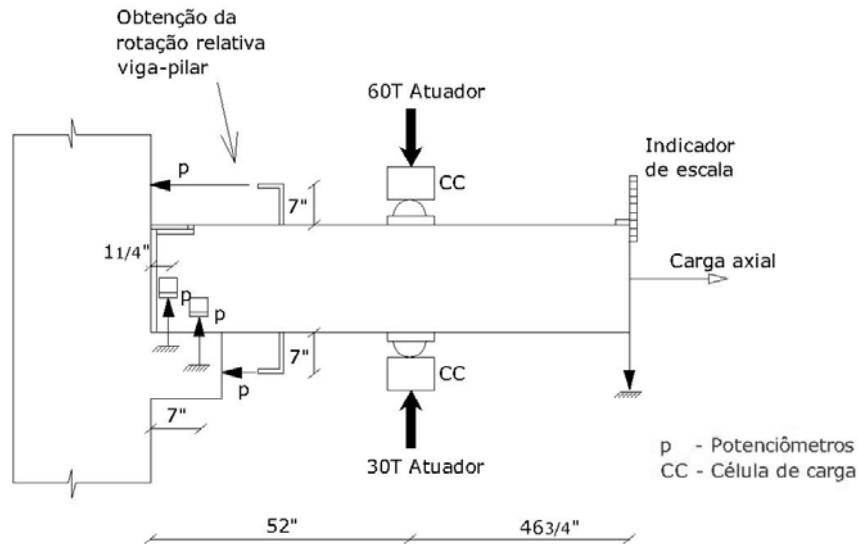 Obtenção da
rotação relativa
viga-pilar
60T Atuador
Indicador
de escala
p
CC
7"
1 1/4"
Carga axial
p
p
7"
CC
p
7"
30T Atuador
p - Potenciômetros
CC - Célula de carga
52"
46 3/4"